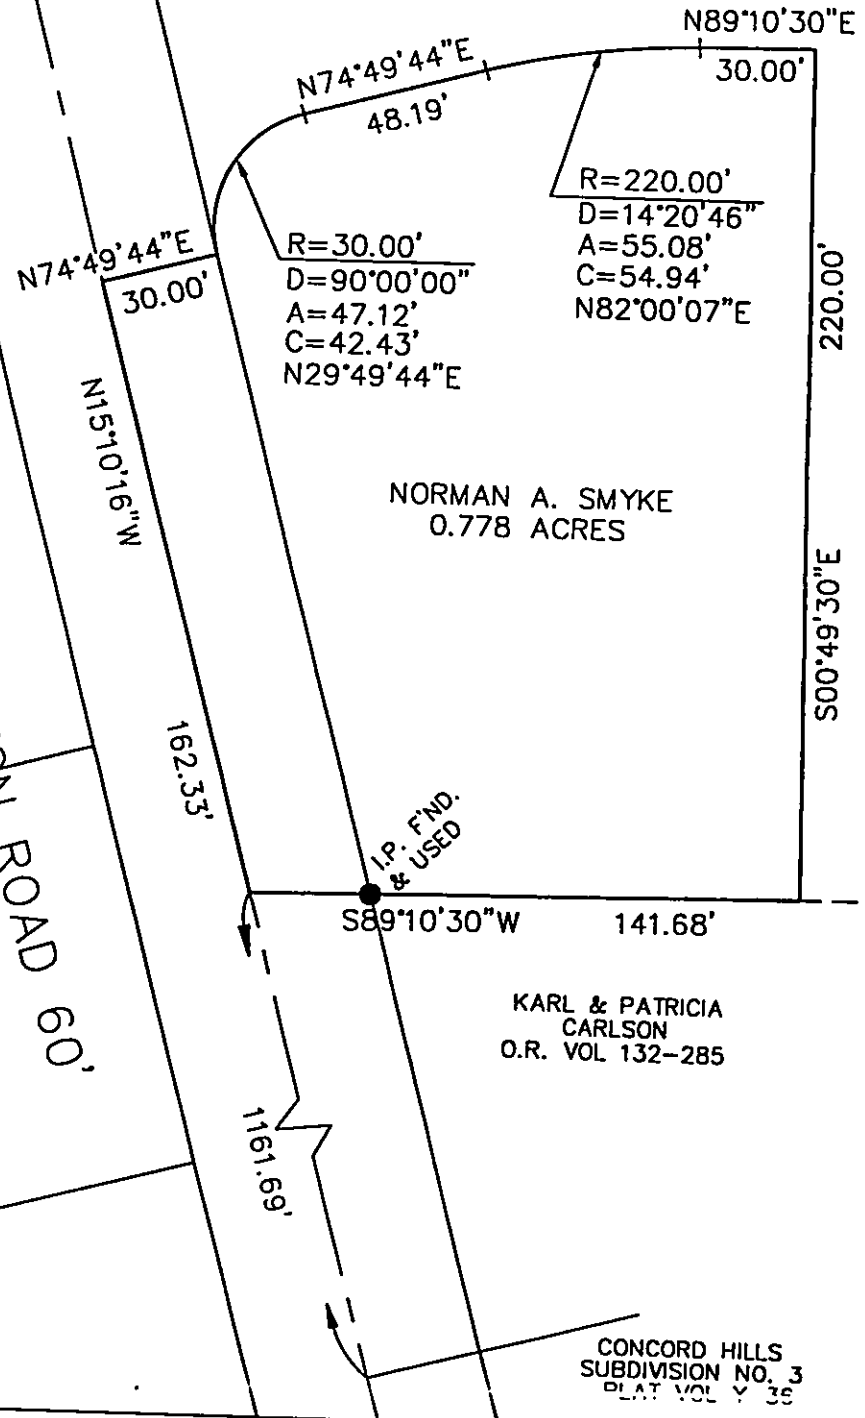 N89°10'30"E
30.00'
N74°49'44"E
48.19'
R=220.00'
D=14°20'46"
A=55.08'
C=54.94'
N82°00'07"E
R=30.00'
D=90°00'00"
A=47.12'
C=42.43'
N29°49'44"E
N74°49'44"E
30.00'
220.00'
S00°49'30"E
N15°10'16"W
162.33'
NORMAN A. SMYKE
0.778 ACRES
I.P. F'ND.
& USED
S89°10'30"W 141.68'
ROAD 60'
KARL & PATRICIA
CARLSON
O.R. VOL 132-285
1161.69'
CONCORD HILLS
SUBDIVISION NO. 3
PLAT VOL Y